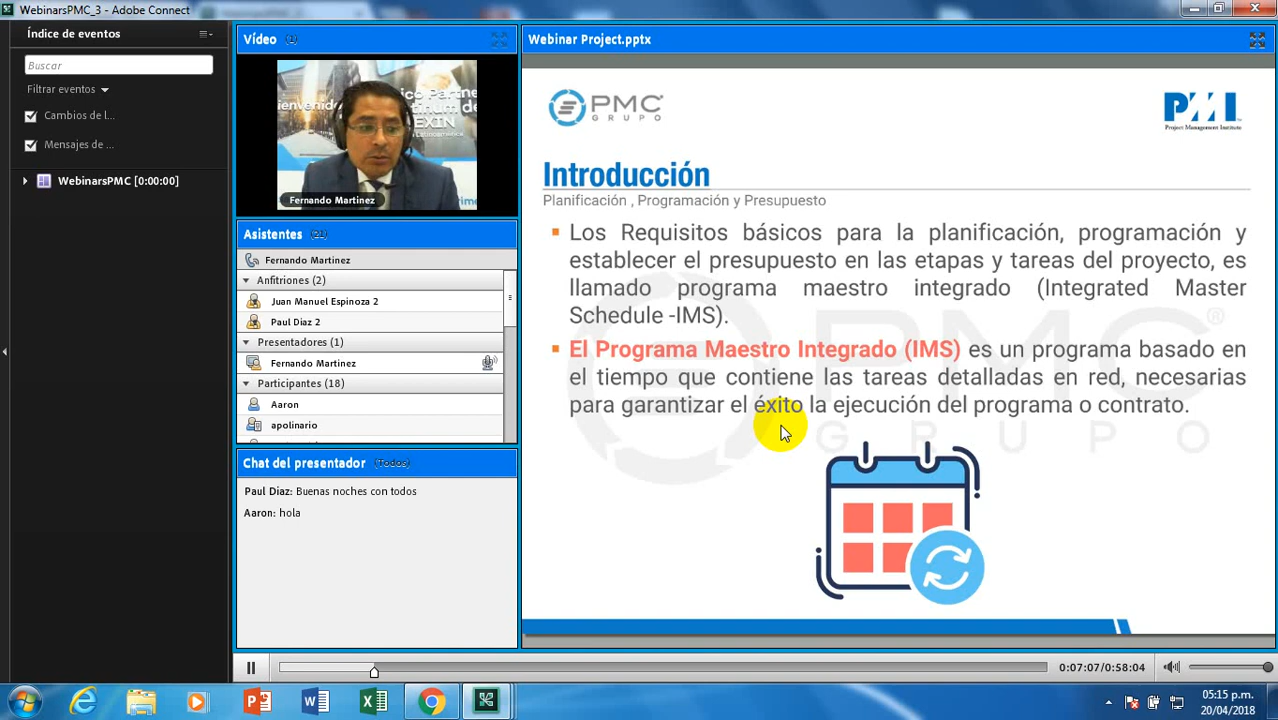 WebinarsPMC_3 - Adobe Connect
Índice de eventos
Buscar
Filtrar eventos
Cambios de l...
Mensajes de ...
WebinarsPMC [0:00:00]
Vídeo (1)
Fernando Martinez
Asistentes (21)
Fernando Martinez
Anfitriones (2)
Juan Manuel Espinoza 2
Paul Diaz 2
Presentadores (1)
Fernando Martinez
Participantes (18)
Aaron
apolinario
Chat del presentador (Todos)
Paul Diaz: Buenas noches con todos
Aaron: hola
Webinar Project.pptx
PMC
GRUPO
PMI
Project Management Institute
Introducción
Planificación , Programación y Presupuesto
Los Requisitos básicos para la planificación, programación y
establecer el presupuesto en las etapas y tareas del proyecto, es
llamado programa maestro integrado (Integrated Master
Schedule -IMS).
El Programa Maestro Integrado (IMS) es un programa basado en
el tiempo que contiene las tareas detalladas en red, necesarias
para garantizar el éxito la ejecución del programa o contrato.
PMC®
GRUPO
0:07:07/0:58:04
05:15 p.m.
20/04/2018